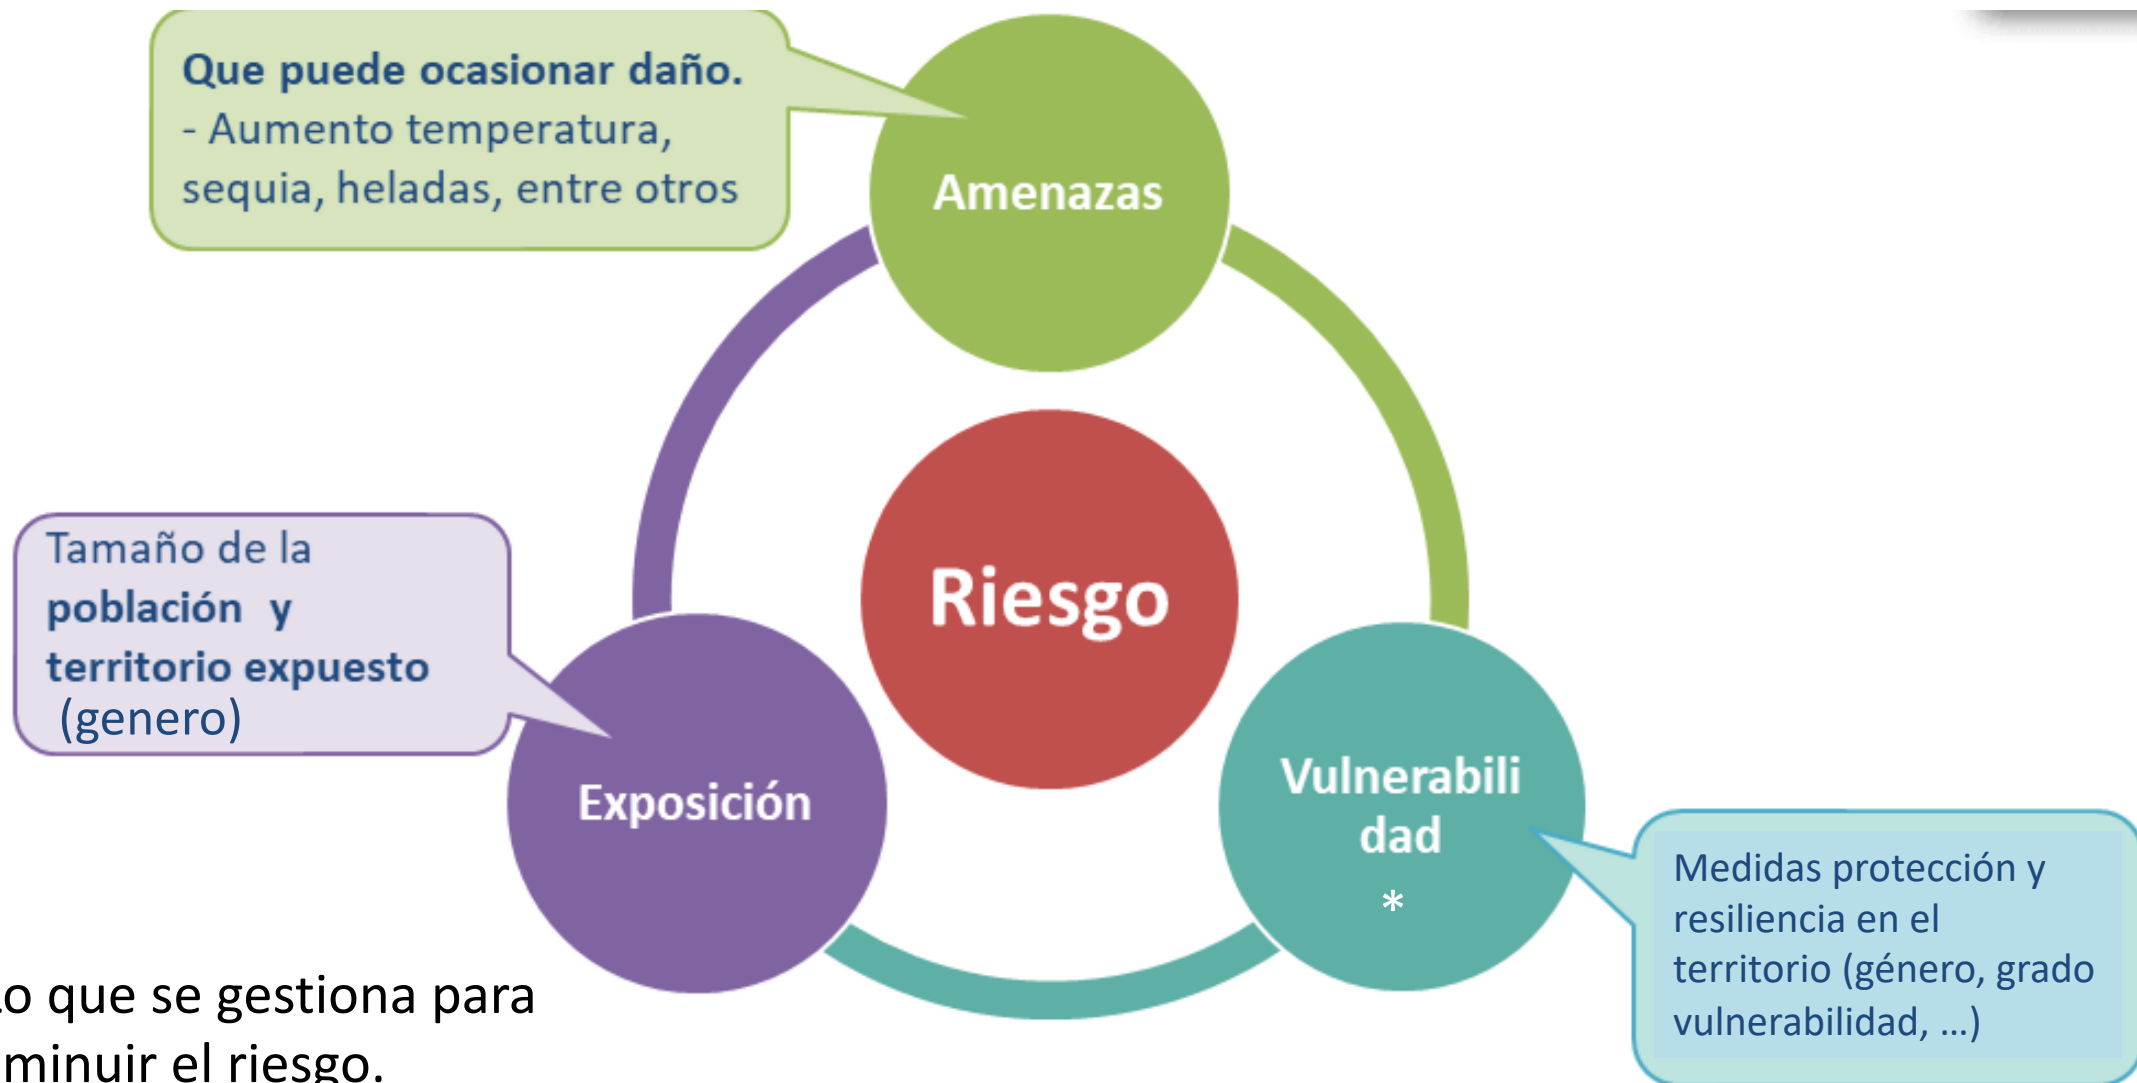 Que puede ocasionar daño.
- Aumento temperatura,
sequia, heladas, entre otros
Amenazas
Riesgo
Tamaño de la
población y
territorio expuesto
(genero)
Exposición
Vulnerabili
dad
*
Medidas protección y
resiliencia en el
territorio (género, grado
vulnerabilidad, ...)
que se gestiona para
el riesgo.